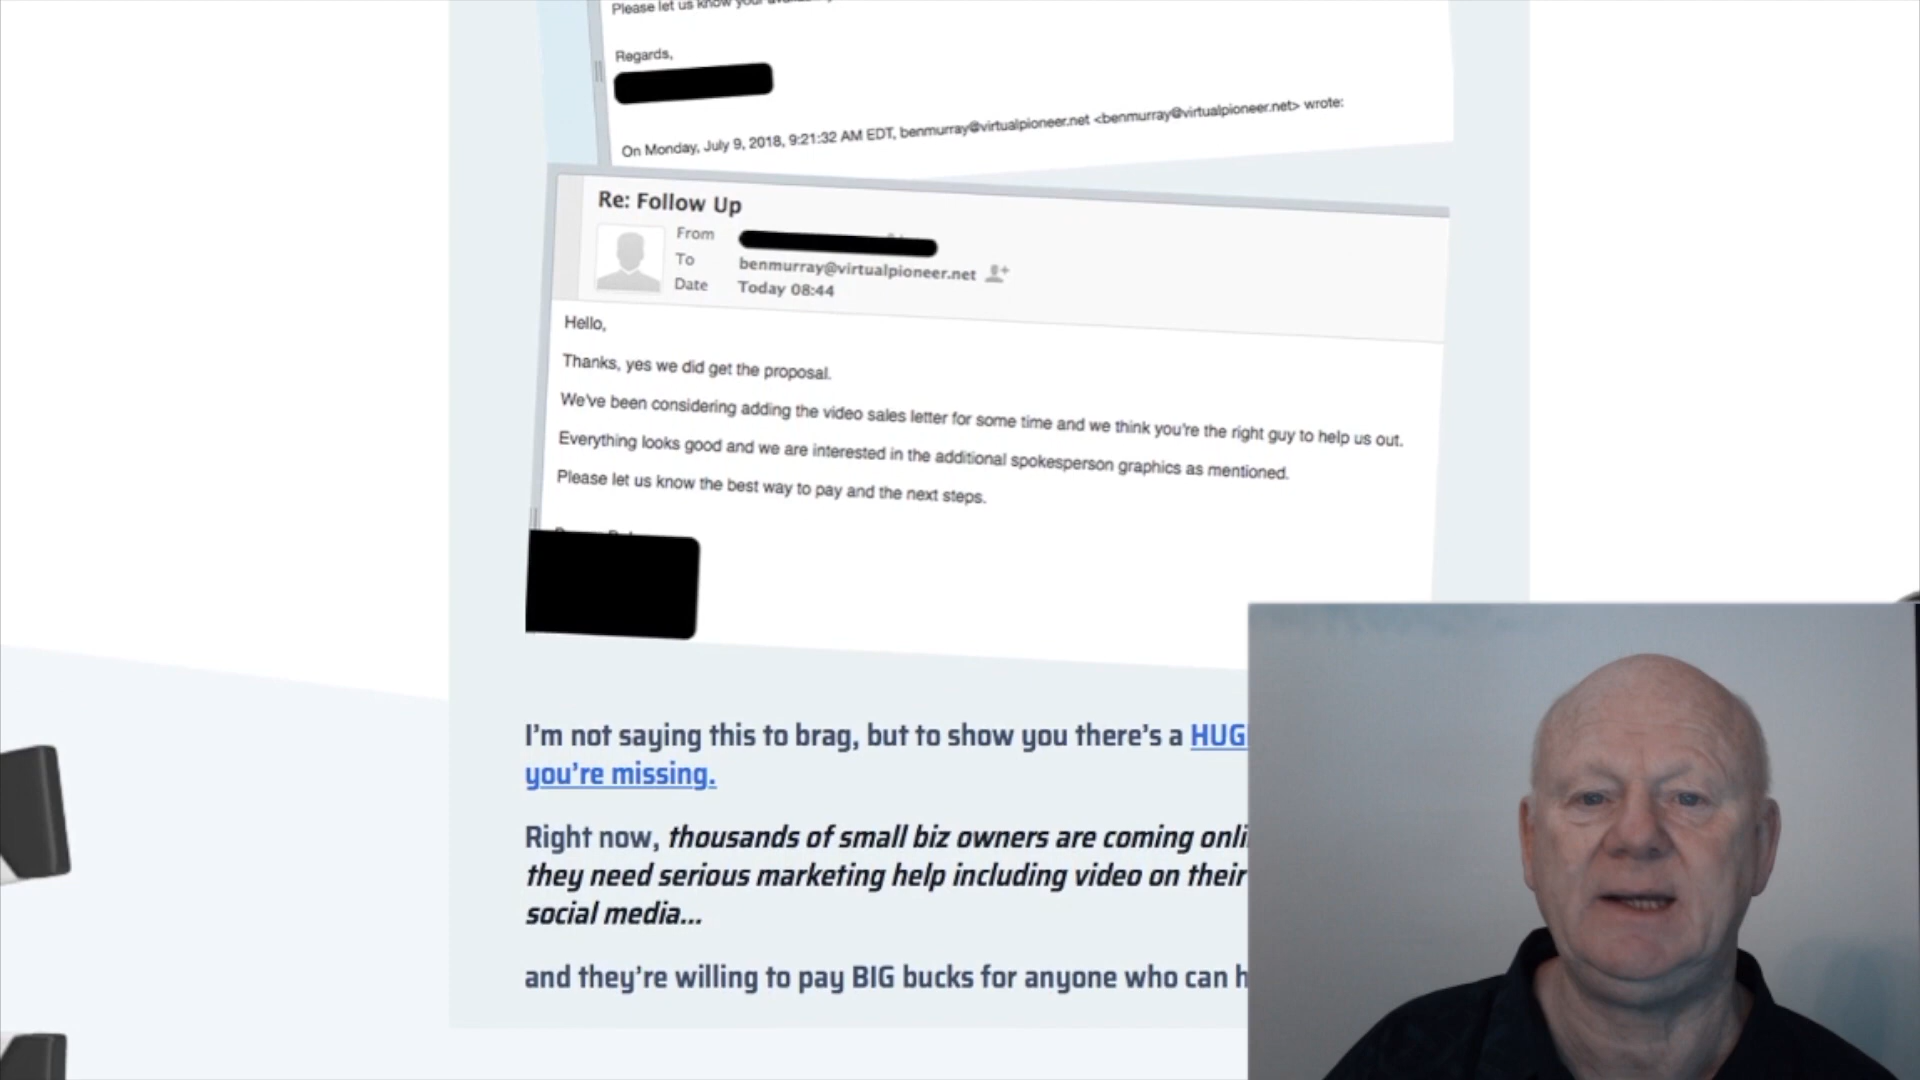 Please let us know your
Regards,
On Monday, July 9, 2018, 9:21:32 AM EDT, benmurray@virtualpioneer.net <benmurray@virtualpioneer.net> wrote:
Re: Follow Up
From
To benmurray@virtualpioneer.net
Date Today 08:44
Hello,
Thanks, yes we did get the proposal.
We've been considering adding the video sales letter for some time and we think you're the right guy to help us out.
Everything looks good and we are interested in the additional spokesperson graphics as mentioned.
Please let us know the best way to pay and the next steps.
I'm not saying this to brag, but to show you there's a HUG
you're missing.
Right now, thousands of small biz owners are coming onli
they need serious marketing help including video on their
social media...
and they're willing to pay BIG bucks for anyone who can h